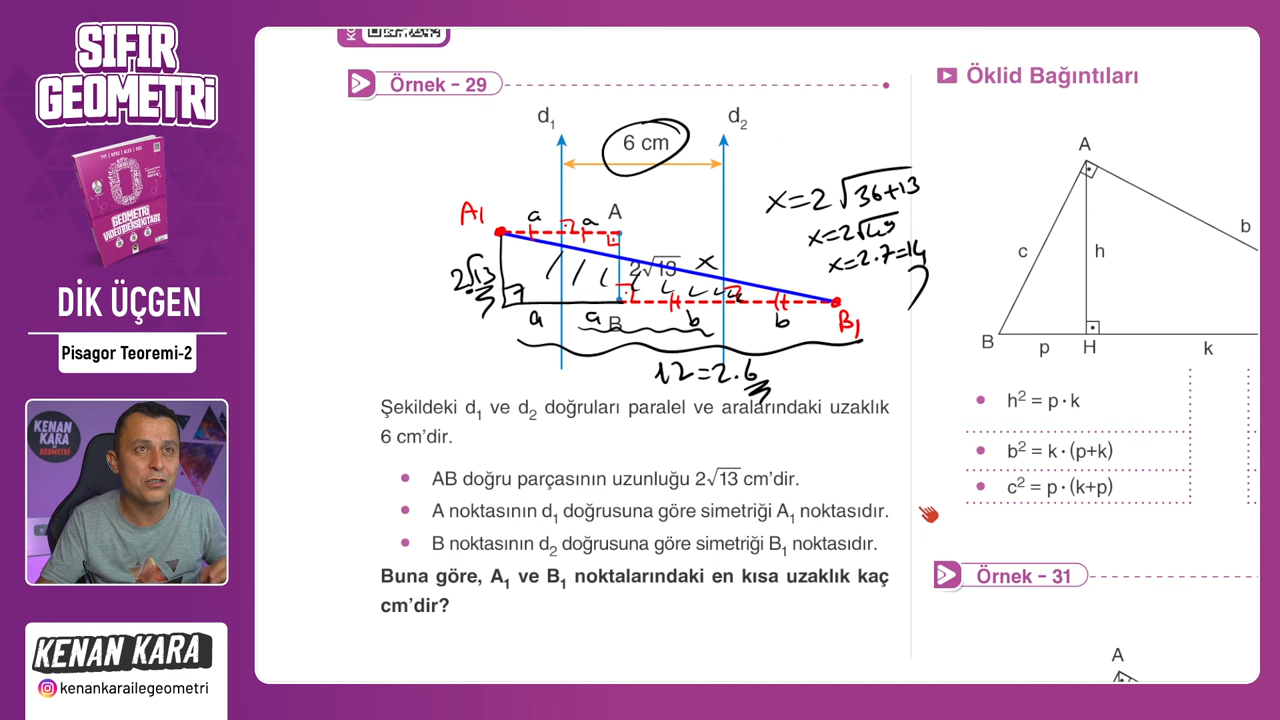 SIFIR
GEOMETRİ
DİK ÜÇGEN
Pisagor Teoremi-2
KENAN
KARA
KENAN KARA
kenankarailegeometri
Örnek - 29
d₁
d₂
6 cm
A₁
a
a
A
2√13
2√13
x
a
a
B
b
b
B₁
12=2.6
x=2√36+13
x=2√49
x=2.7=14
Şekildeki d₁ ve d₂ doğruları paralel ve aralarındaki uzaklık
6 cm'dir.
• AB doğru parçasının uzunluğu 2√13 cm'dir.
• A noktasının d₁ doğrusuna göre simetriği A₁ noktasıdır.
• B noktasının d₂ doğrusuna göre simetriği B₁ noktasıdır.
Buna göre, A₁ ve B₁ noktalarındaki en kısa uzaklık kaç
cm'dir?
Öklid Bağıntıları
A
b
c
h
B
p
H
k
• h² = p·k
• b² = k·(p+k)
• c² = p·(k+p)
Örnek - 31
A